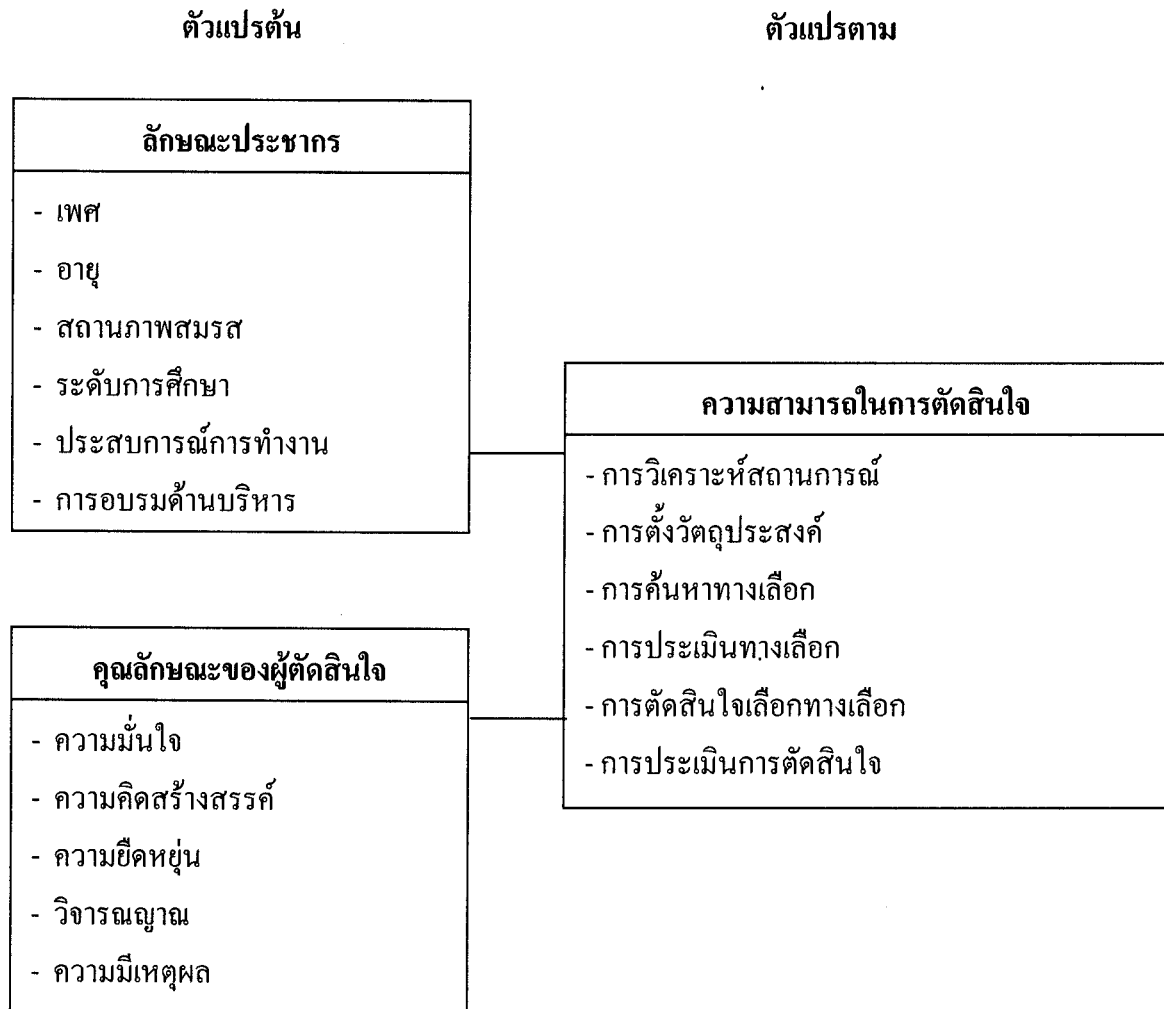 ตัวแปรต้น
ตัวแปรตาม
ลักษณะประชากร
- เพศ
- อายุ
- สถานภาพสมรส
- ระดับการศึกษา
- ประสบการณ์การทำงาน
- การอบรมด้านบริหาร
ความสามารถในการตัดสินใจ
- การวิเคราะห์สถานการณ์
- การตั้งวัตถุประสงค์
- การค้นหาทางเลือก
- การประเมินทางเลือก
- การตัดสินใจเลือกทางเลือก
- การประเมินการตัดสินใจ
คุณลักษณะของผู้ตัดสินใจ
- ความมั่นใจ
- ความคิดสร้างสรรค์
- ความยืดหยุ่น
- วิจารณญาณ
- ความมีเหตุผล